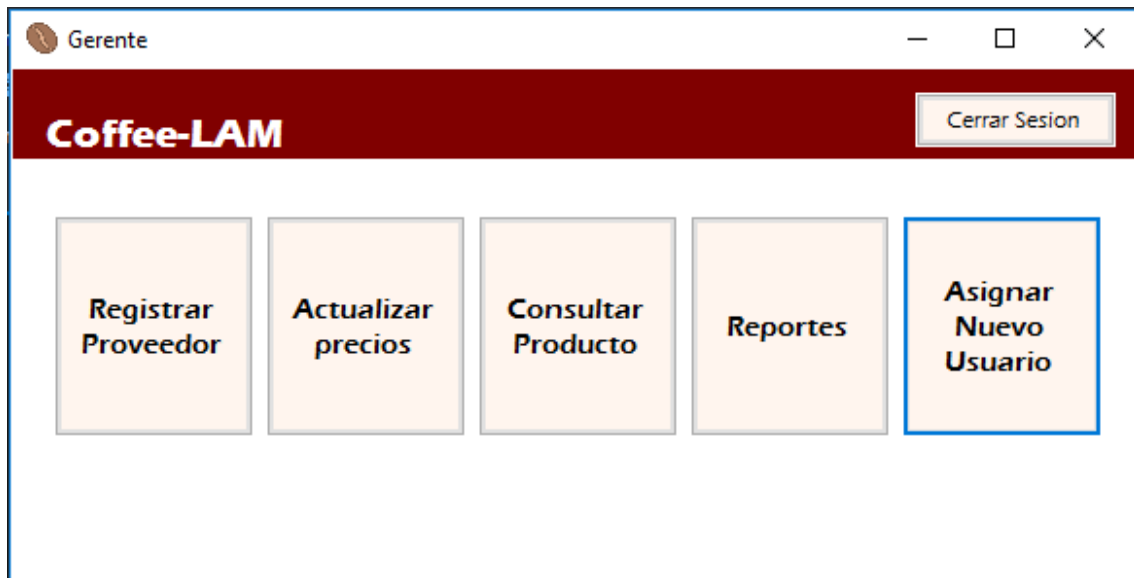 Gerente
Coffee-LAM
Cerrar Sesion
Registrar
Proveedor
Actualizar
precios
Consultar
Producto
Reportes
Asignar
Nuevo
Usuario